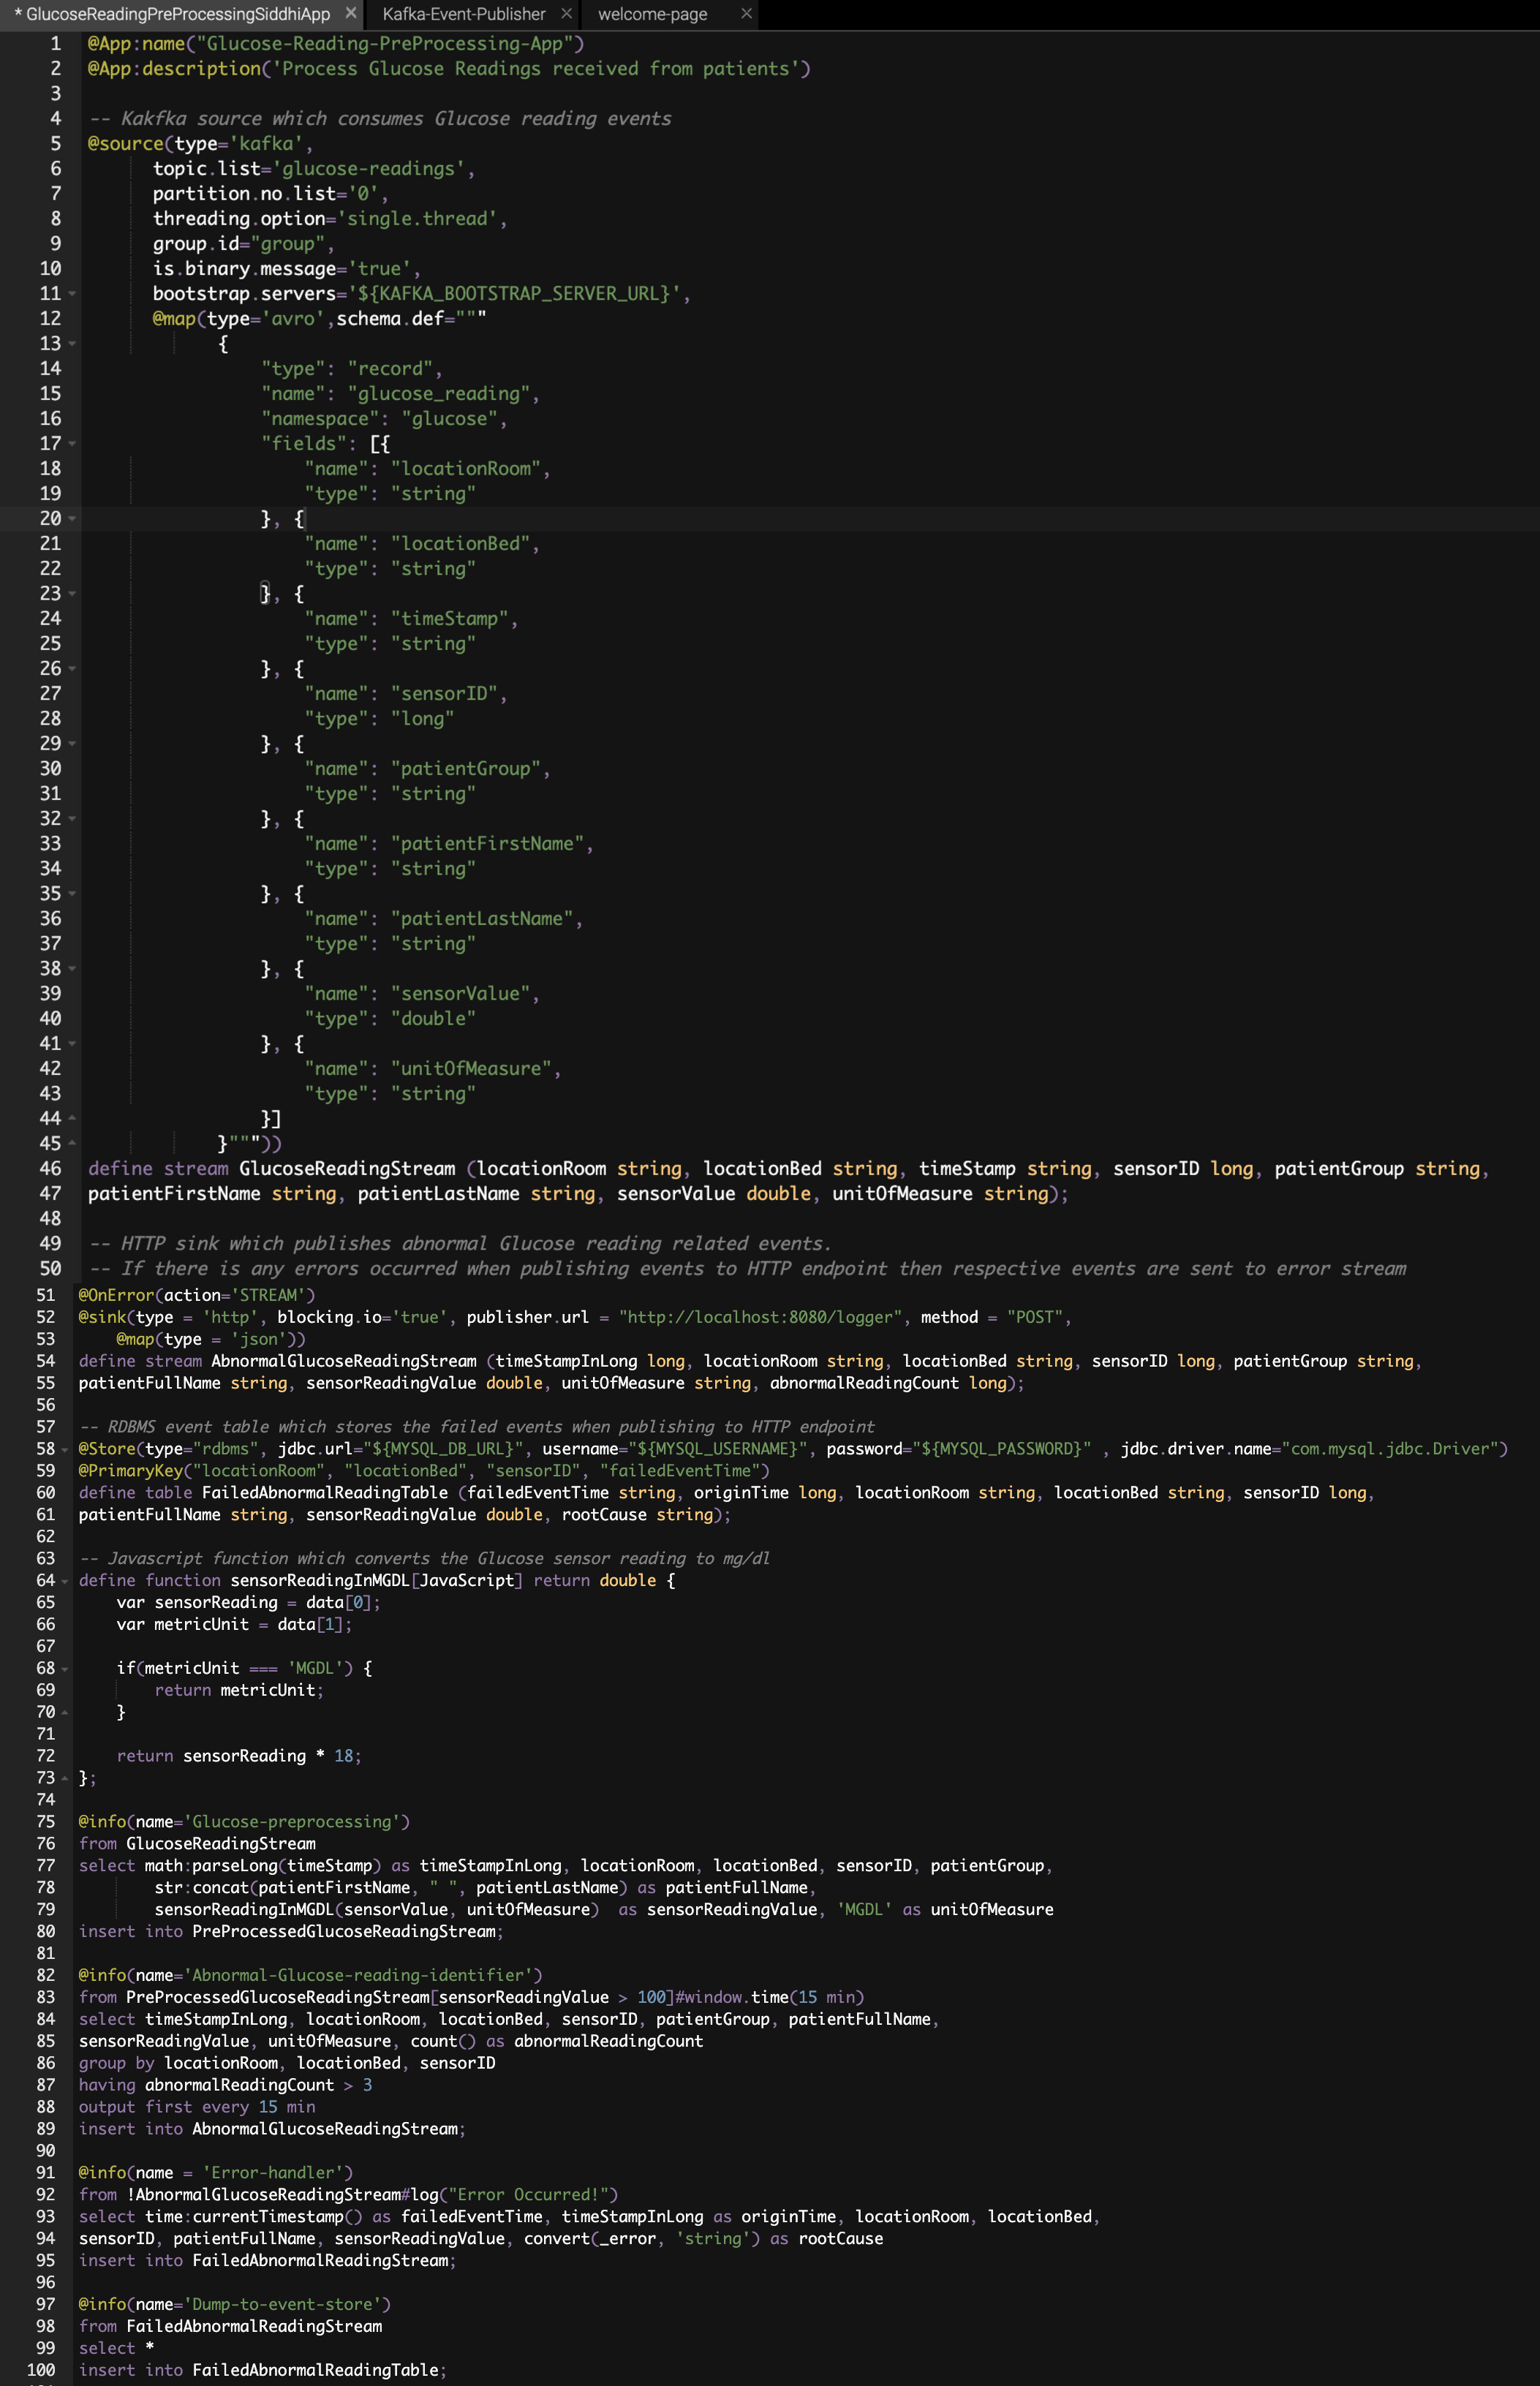 * GlucoseReadingPreProcessingSiddhiApp × Kafka-Event-Publisher × welcome-page ×
1 @App:name("Glucose-Reading-PreProcessing-App")
2 @App:description('Process Glucose Readings received from patients')
3
4 -- Kakfka source which consumes Glucose reading events
5 @source(type='kafka',
6 topic.list='glucose-readings',
7 partition.no.list='0',
8 threading.option='single.thread',
9 group.id="group",
10 is.binary.message='true',
11 bootstrap.servers='${KAFKA_BOOTSTRAP_SERVER_URL}',
12 @map(type='avro',schema.def="""
13 {
14 "type": "record",
15 "name": "glucose_reading",
16 "namespace": "glucose",
17 "fields": [{
18 "name": "locationRoom",
19 "type": "string"
20 }, {
21 "name": "locationBed",
22 "type": "string"
23 }, {
24 "name": "timeStamp",
25 "type": "string"
26 }, {
27 "name": "sensorID",
28 "type": "long"
29 }, {
30 "name": "patientGroup",
31 "type": "string"
32 }, {
33 "name": "patientFirstName",
34 "type": "string"
35 }, {
36 "name": "patientLastName",
37 "type": "string"
38 }, {
39 "name": "sensorValue",
40 "type": "double"
41 }, {
42 "name": "unitOfMeasure",
43 "type": "string"
44 }]
45 }"""))
46 define stream GlucoseReadingStream (locationRoom string, locationBed string, timeStamp string, sensorID long, patientGroup string,
47 patientFirstName string, patientLastName string, sensorValue double, unitOfMeasure string);
48
49 -- HTTP sink which publishes abnormal Glucose reading related events.
50 -- If there is any errors occurred when publishing events to HTTP endpoint then respective events are sent to error stream
51 @OnError(action='STREAM')
52 @sink(type = 'http', blocking.io='true', publisher.url = "http://localhost:8080/logger", method = "POST",
53 @map(type = 'json'))
54 define stream AbnormalGlucoseReadingStream (timeStampInLong long, locationRoom string, locationBed string, sensorID long, patientGroup string,
55 patientFullName string, sensorReadingValue double, unitOfMeasure string, abnormalReadingCount long);
56
57 -- RDBMS event table which stores the failed events when publishing to HTTP endpoint
58 @Store(type="rdbms", jdbc.url="${MYSQL_DB_URL}", username="${MYSQL_USERNAME}", password="${MYSQL_PASSWORD}" , jdbc.driver.name="com.mysql.jdbc.Driver")
59 @PrimaryKey("locationRoom", "locationBed", "sensorID", "failedEventTime")
60 define table FailedAbnormalReadingTable (failedEventTime string, originTime long, locationRoom string, locationBed string, sensorID long,
61 patientFullName string, sensorReadingValue double, rootCause string);
62
63 -- Javascript function which converts the Glucose sensor reading to mg/dl
64 define function sensorReadingInMGDL[JavaScript] return double {
65 var sensorReading = data[0];
66 var metricUnit = data[1];
67
68 if(metricUnit === 'MGDL') {
69 return metricUnit;
70 }
71
72 return sensorReading * 18;
73 };
74
75 @info(name='Glucose-preprocessing')
76 from GlucoseReadingStream
77 select math:parseLong(timeStamp) as timeStampInLong, locationRoom, locationBed, sensorID, patientGroup,
78 str:concat(patientFirstName, " ", patientLastName) as patientFullName,
79 sensorReadingInMGDL(sensorValue, unitOfMeasure)  as sensorReadingValue, 'MGDL' as unitOfMeasure
80 insert into PreProcessedGlucoseReadingStream;
81
82 @info(name='Abnormal-Glucose-reading-identifier')
83 from PreProcessedGlucoseReadingStream[sensorReadingValue > 100]#window.time(15 min)
84 select timeStampInLong, locationRoom, locationBed, sensorID, patientGroup, patientFullName,
85 sensorReadingValue, unitOfMeasure, count() as abnormalReadingCount
86 group by locationRoom, locationBed, sensorID
87 having abnormalReadingCount > 3
88 output first every 15 min
89 insert into AbnormalGlucoseReadingStream;
90
91 @info(name = 'Error-handler')
92 from !AbnormalGlucoseReadingStream#log("Error Occurred!")
93 select time:currentTimestamp() as failedEventTime, timeStampInLong as originTime, locationRoom, locationBed,
94 sensorID, patientFullName, sensorReadingValue, convert(_error, 'string') as rootCause
95 insert into FailedAbnormalReadingStream;
96
97 @info(name='Dump-to-event-store')
98 from FailedAbnormalReadingStream
99 select *
100 insert into FailedAbnormalReadingTable;